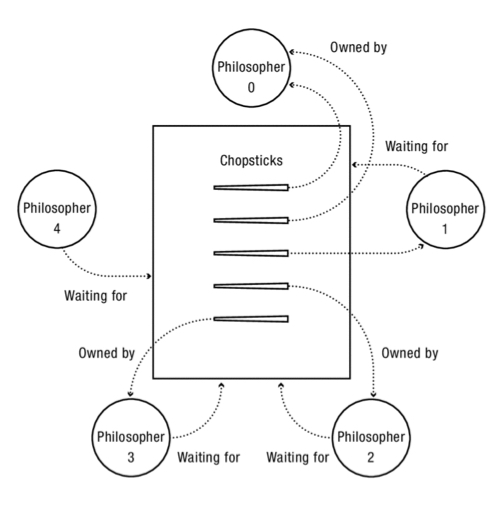 Owned by
Philosopher
0
Chopsticks
Waiting for
Philosopher
4
Philosopher
1
Waiting for
Owned by
Owned by
Philosopher
3
Waiting for
Waiting for
Philosopher
2